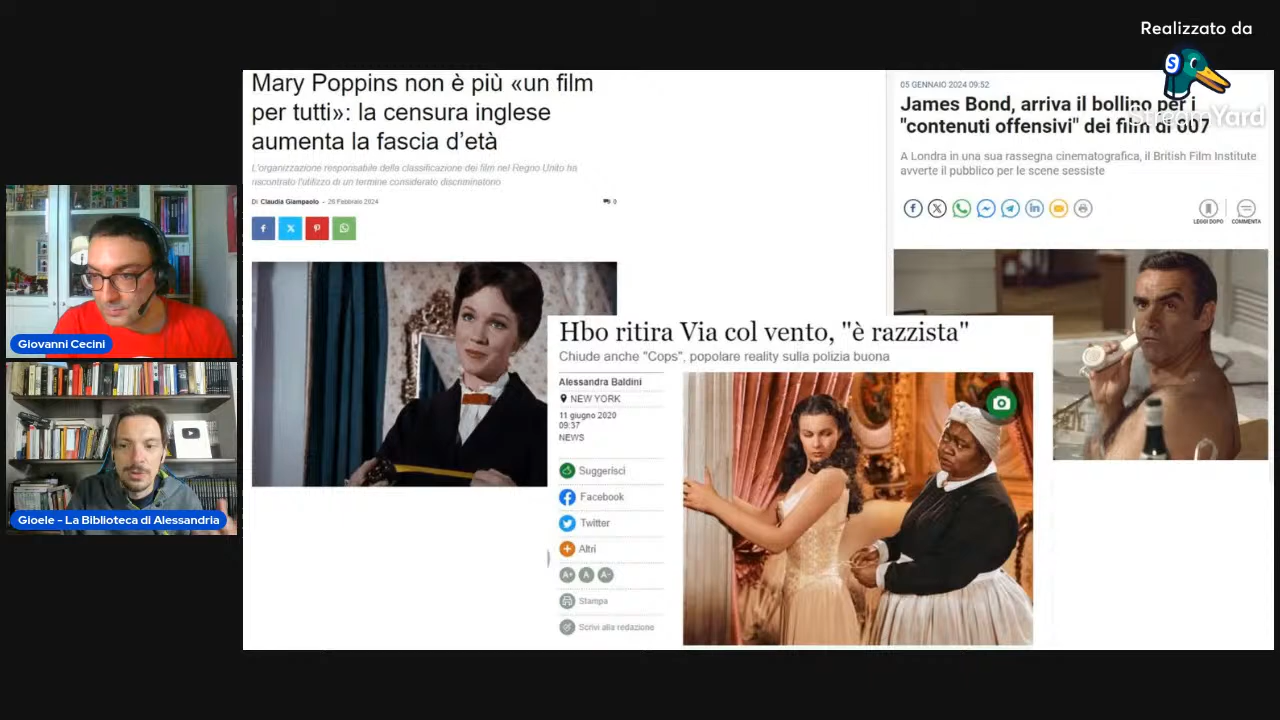 Realizzato da
StreamYard
Mary Poppins non è più «un film
per tutti»: la censura inglese
aumenta la fascia d'età
L'organizzazione responsabile della classificazione dei film nel Regno Unito ha
riscontrato l'utilizzo di un termine considerato discriminatorio
Di Claudia Giampaolo - 26 Febbraio 2024
0
05 GENNAIO 2024 09:52
James Bond, arriva il bollino per i
"contenuti offensivi" dei film di 007
A Londra in una sua rassegna cinematografica, il British Film Institute
avverte il pubblico per le scene sessiste
LEGGI DOPO
COMMENTA
Hbo ritira Via col vento, "è razzista"
Chiude anche "Cops", popolare reality sulla polizia buona
Alessandra Baldini
NEW YORK
11 giugno 2020
09:37
NEWS
Suggerisci
Facebook
Twitter
Altri
A+ A A-
Stampa
Scrivi alla redazione
Giovanni Cecini
Gioele - La Biblioteca di Alessandria